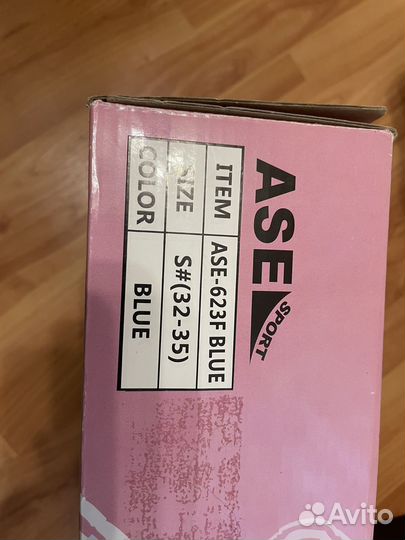 ASE SPORT
ITEM ASE-623F BLUE
SIZE S#(32-35)
COLOR BLUE
Avito